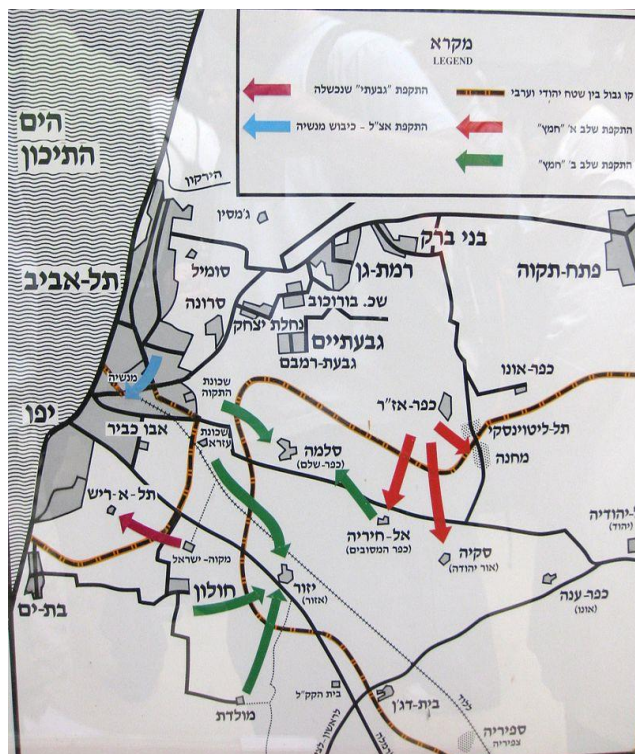 מקרא
LEGEND
קו גבול בין שטח יהודי וערבי
התקפת שלב א' "חמץ"
התקפת שלב ב' "חמץ"
התקפת "גבעתי" שנכשלה
התקפת אצ"ל - כיבוש מנשיה
הים
התיכון
הירקון
ג'מסין
סומיל
בני ברק
פתח-תקוה
רמת-גן
תל-אביב
סרונה
שכ. בורוכוב
נחלת יצחק
גבעתיים
גבעת-רמבם
מנשיה
שכונת
התקוה
כפר-אונו
כפר-אז"ר
יפו
אבו כביר
שכונת
עזרא
סלמה
(כפר-שלם)
תל-ליטוינסקי
מחנה
תל-א-ריש
אל-חיריה
(כפר המסובים)
סקיה
(אור יהודה)
יהודיה
(יהוד)
מקוה-ישראל
חולון
יזור
(אזור)
כפר-ענה
(אונו)
בת-ים
מולדת
בית הקק"ל
בית-דג'ן
לוד
ספיריה
צפריה